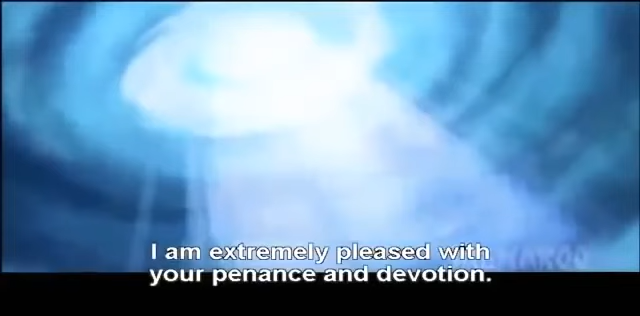 I am extremely pleased with
your penance and devotion.